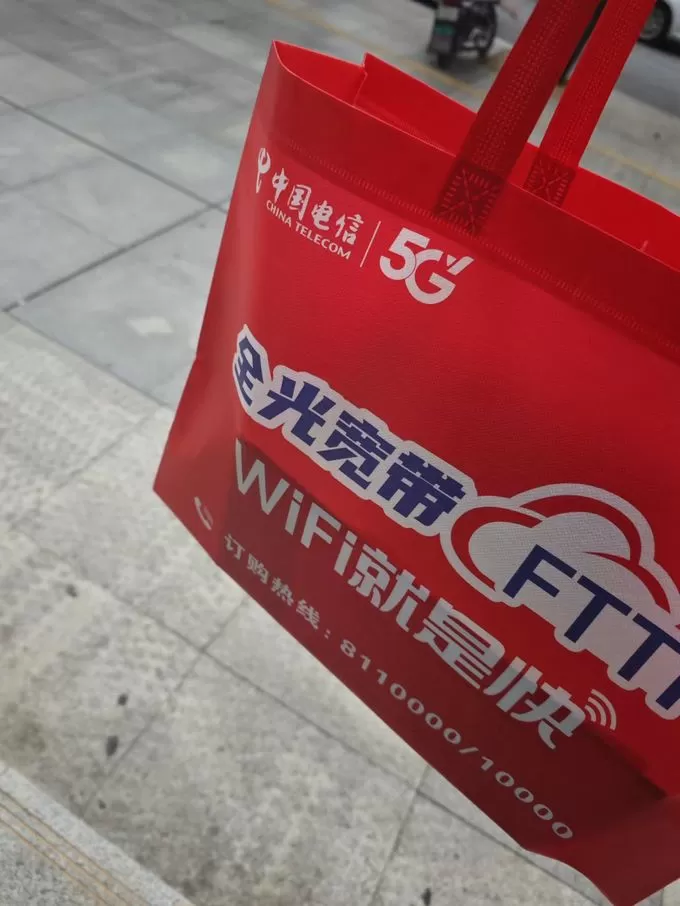 中国电信
CHINA TELECOM
5G
全光宽带
FTT
WiFi就是快
订购热线：8110000/10000